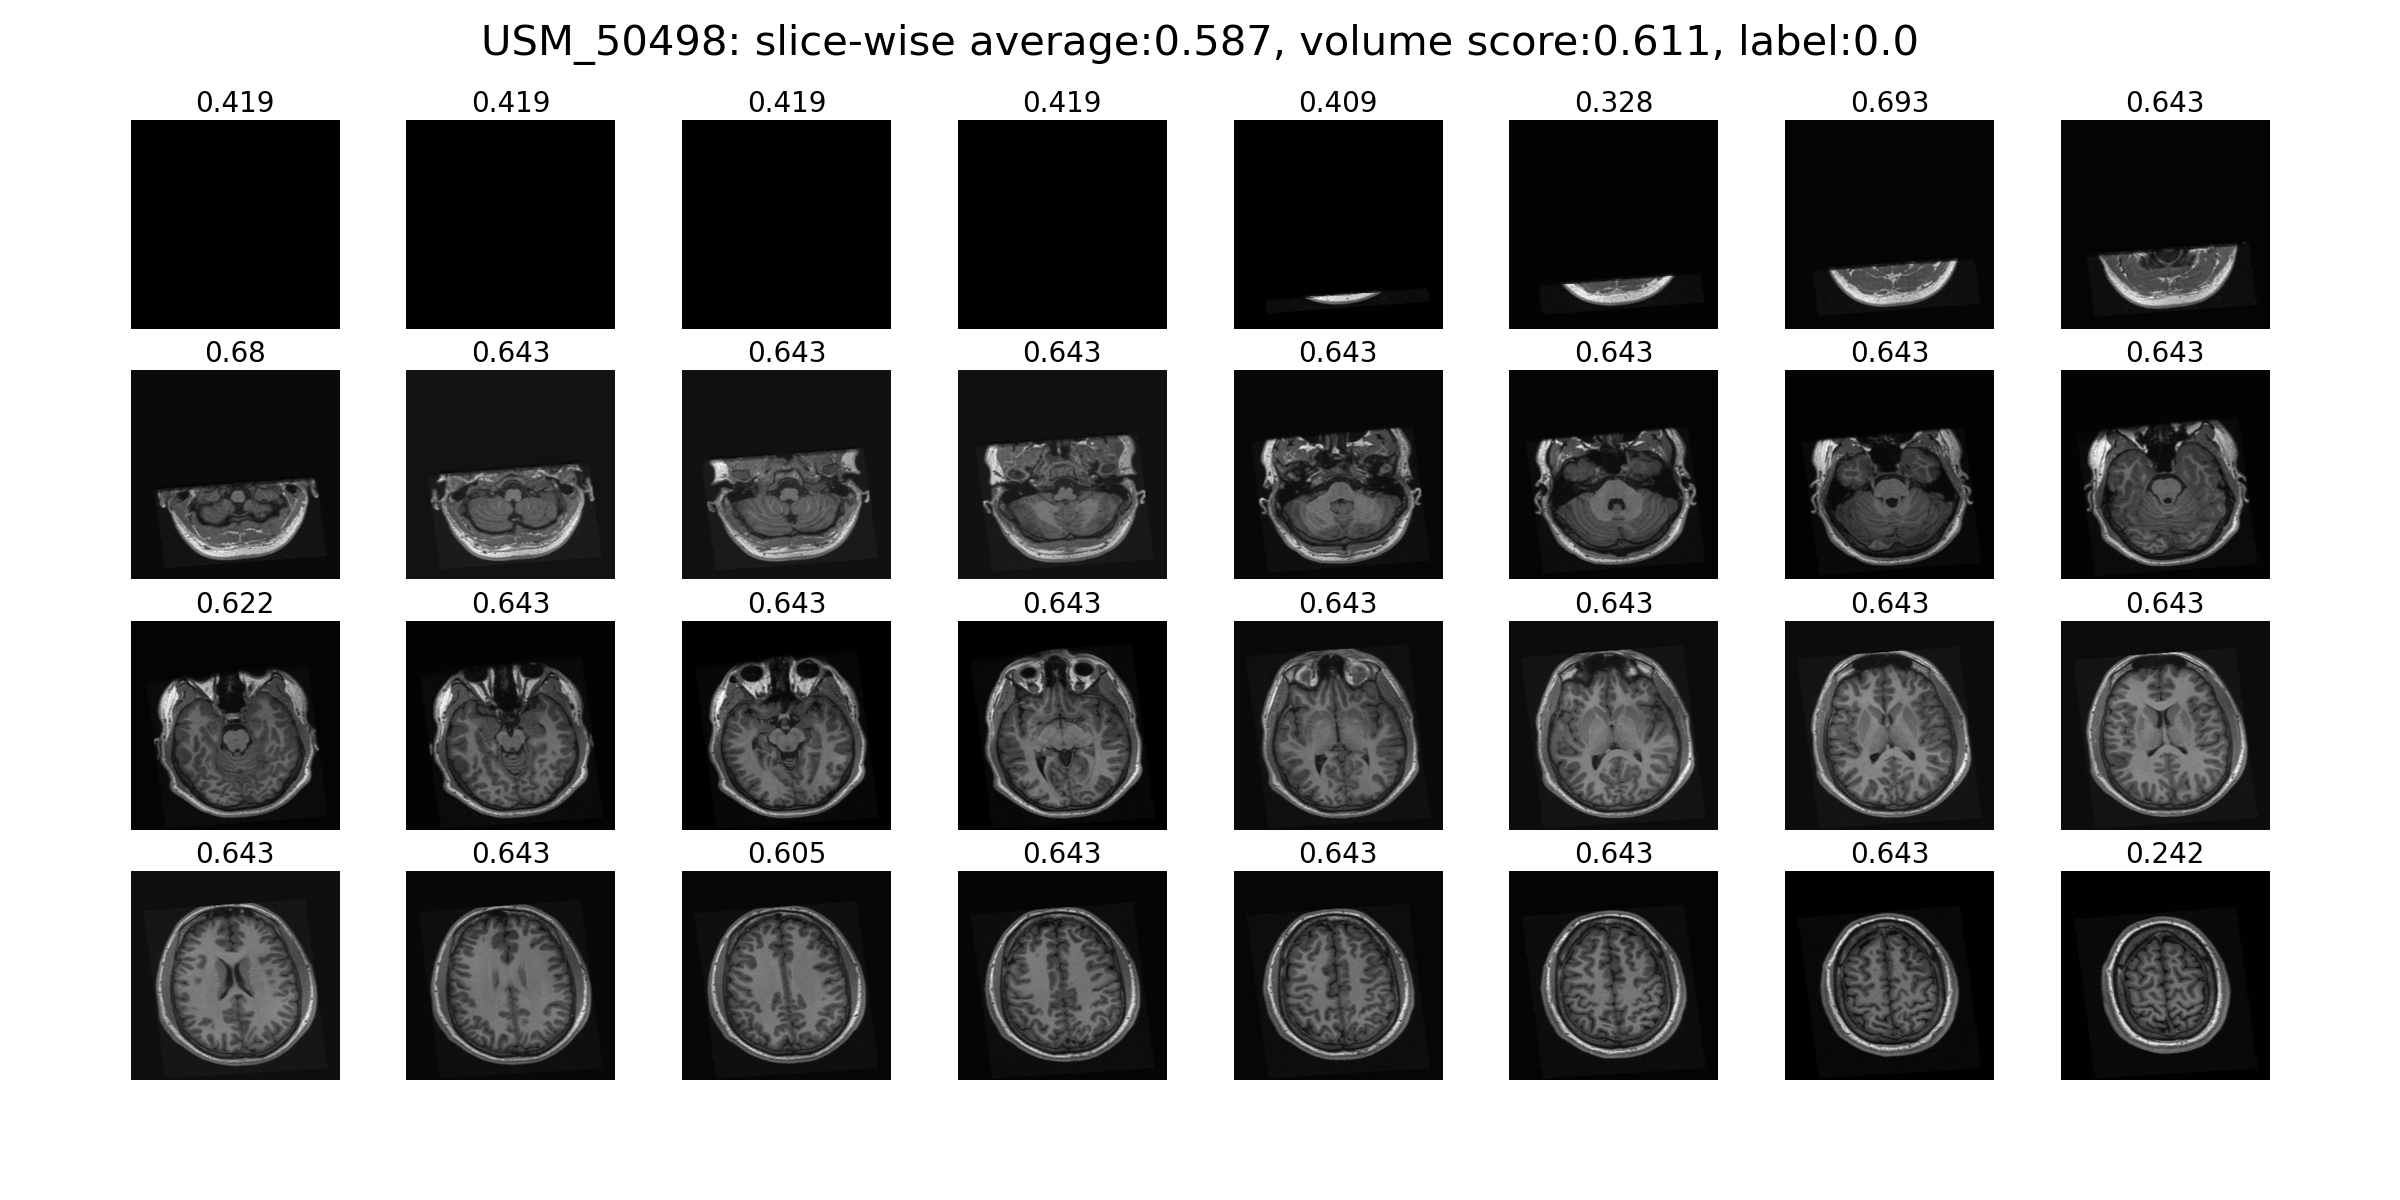 USM_50498: slice-wise average:0.587, volume score:0.611, label:0.0
0.419 0.419 0.419 0.419 0.409 0.328 0.693 0.643
0.68 0.643 0.643 0.643 0.643 0.643 0.643 0.643
0.622 0.643 0.643 0.643 0.643 0.643 0.643 0.643
0.643 0.643 0.605 0.643 0.643 0.643 0.643 0.242